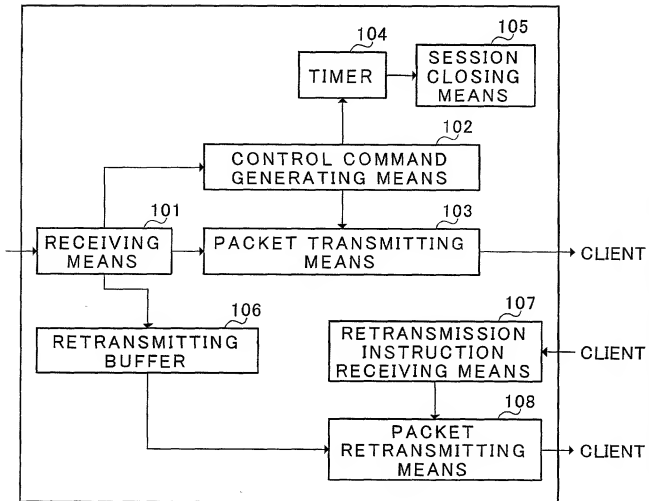 104
TIMER
105
SESSION
CLOSING
MEANS
102
CONTROL COMMAND
GENERATING MEANS
101
RECEIVING
MEANS
103
PACKET TRANSMITTING
MEANS
CLIENT
106
RETRANSMITTING
BUFFER
107
RETRANSMISSION
INSTRUCTION
RECEIVING MEANS
CLIENT
108
PACKET
RETRANSMITTING
MEANS
CLIENT